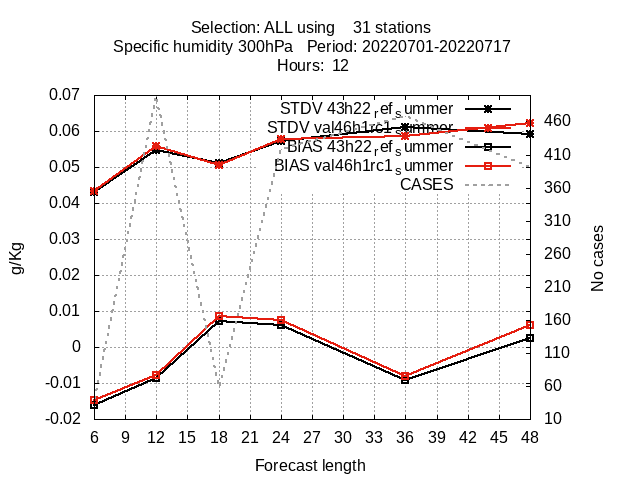 Selection: ALL using 31 stations
Specific humidity 300hPa Period: 20220701-20220717
Hours: 12
0.07
0.06
0.05
0.04
0.03
0.02
0.01
0
-0.01
-0.02
g/Kg
STDV 43h22_ref_summer
STDV val46h1rc1_summer
BIAS 43h22_ref_summer
BIAS val46h1rc1_summer
CASES
460
410
360
310
260
210
160
110
60
10
No cases
6 9 12 15 18 21 24 27 30 33 36 39 42 45 48
Forecast length